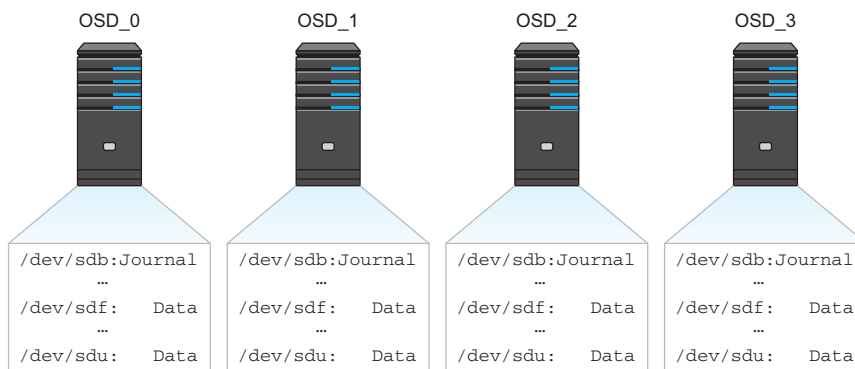 OSD_0 OSD_1 OSD_2 OSD_3
/dev/sdb:Journal /dev/sdb:Journal /dev/sdb:Journal /dev/sdb:Journal
… … … …
/dev/sdf: Data /dev/sdf: Data /dev/sdf: Data /dev/sdf: Data
… … … …
/dev/sdu: Data /dev/sdu: Data /dev/sdu: Data /dev/sdu: Data